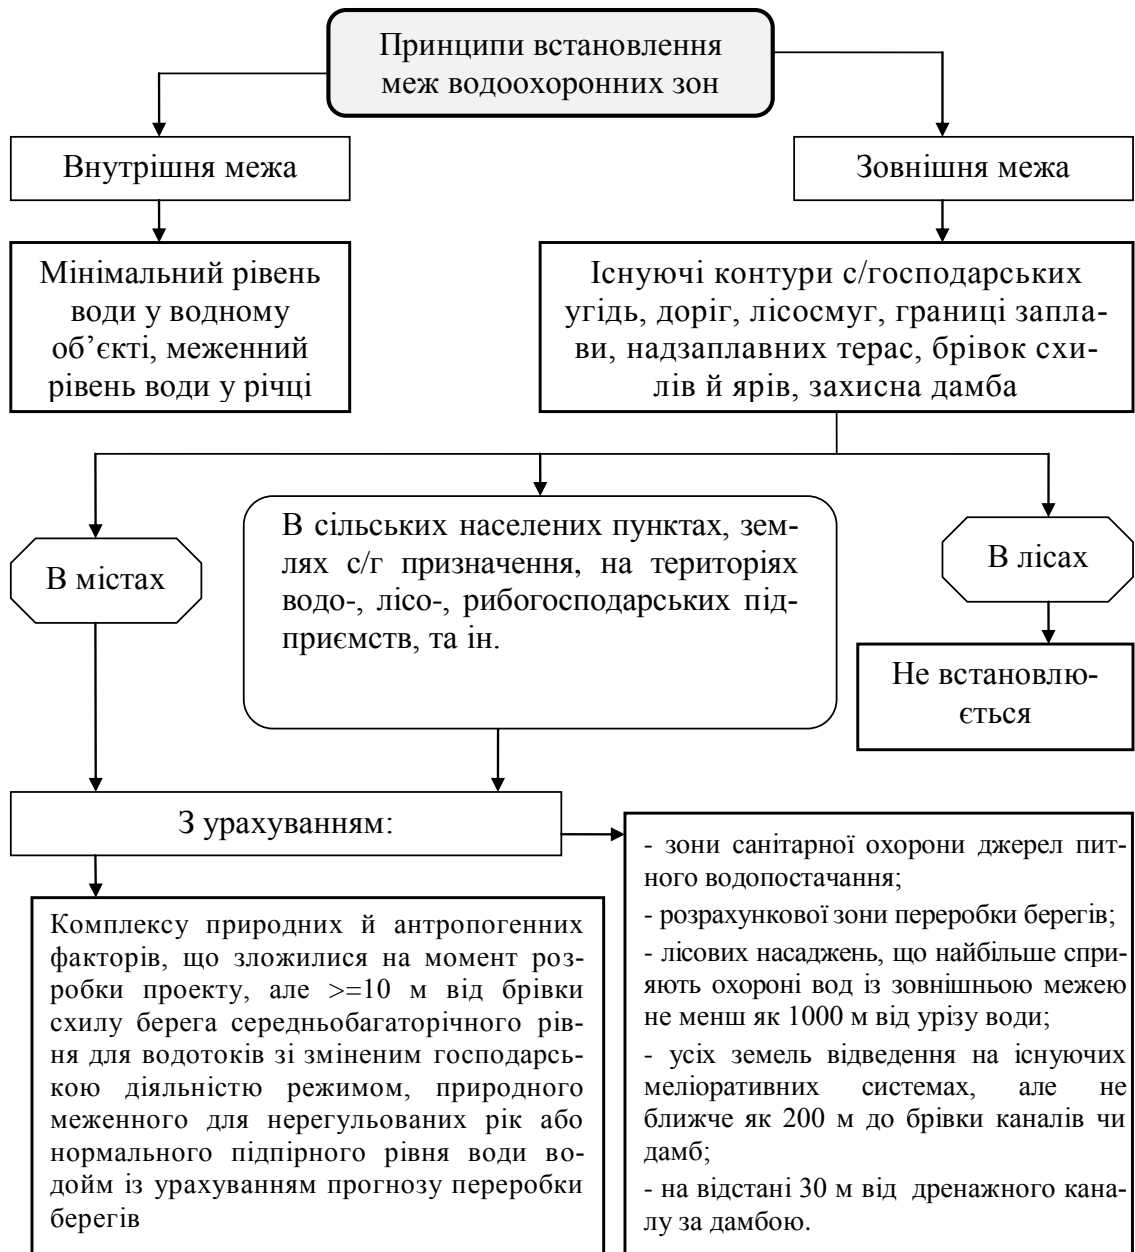 Принципи встановлення
меж водоохоронних зон
Внутрішня межа
Зовнішня межа
Мінімальний рівень
води у водному
об’єкті, меженний
рівень води у річці
Існуючі контури с/господарських
угідь, доріг, лісосмуг, границі запла-
ви, надзаплавних терас, брівок схи-
лів й ярів, захисна дамба
В містах
В сільських населених пунктах, зем-
лях с/г призначення, на територіях
водо-, лісо-, рибогосподарських під-
приємств, та ін.
В лісах
Не встановлю-
ється
З урахуванням:
Комплексу природних й антропогенних
факторів, що зложилися на момент роз-
робки проекту, але >=10 м від брівки
схилу берега середньобагаторічного рів-
ня для водотоків зі зміненим господарсь-
кою діяльністю режимом, природного
меженного для нерегульованих рік або
нормального підпірного рівня води во-
дойм із урахуванням прогнозу переробки
берегів
- зони санітарної охорони джерел пит-
ного водопостачання;
- розрахункової зони переробки берегів;
- лісових насаджень, що найбільше спри-
яють охороні вод із зовнішньою межею
не менш як 1000 м від урізу води;
- усіх земель відведення на існуючих
меліоративних системах, але не
ближче як 200 м до брівки каналів чи
дамб;
- на відстані 30 м від дренажного кана-
лу за дамбою.